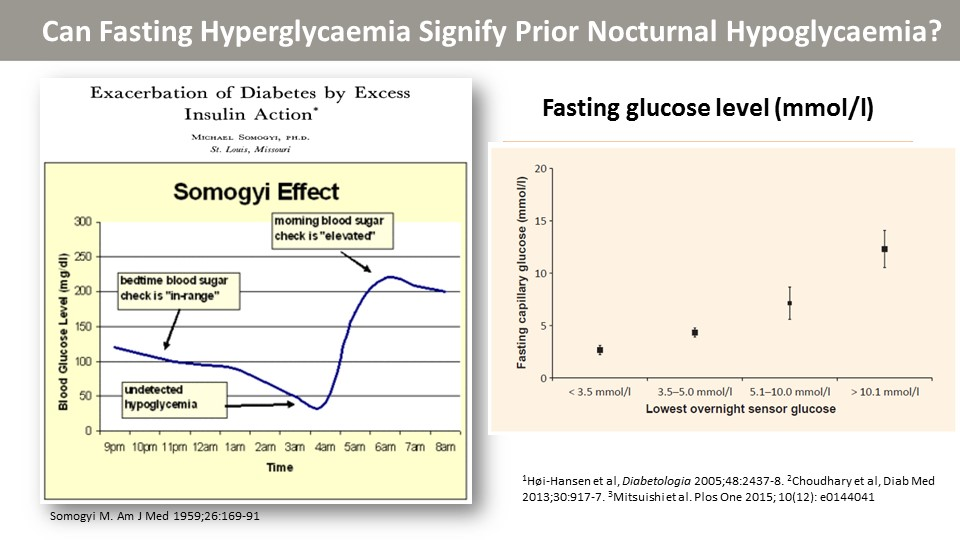 Can Fasting Hyperglycaemia Signify Prior Nocturnal Hypoglycaemia?
Exacerbation of Diabetes by Excess
Insulin Action*
MICHAEL SOMOGYI, PH.D.
St. Louis, Missouri
Somogyi Effect
Blood Glucose Level (mg/dl)
300
250
200
150
100
50
0
morning blood sugar
check is "elevated"
bedtime blood sugar
check is "in-range"
undetected
hypoglycemia
9pm 10pm 11pm 12am 1am 2am 3am 4am 5am 6am 7am 8am
Time
Somogyi M. Am J Med 1959;26:169-91
Fasting glucose level (mmol/l)
Fasting capillary glucose (mmol/l)
20
15
10
5
0
< 3.5 mmol/l 3.5–5.0 mmol/l 5.1–10.0 mmol/l > 10.1 mmol/l
Lowest overnight sensor glucose
¹Høi-Hansen et al, Diabetologia 2005;48:2437-8. ²Choudhary et al, Diab Med
2013;30:917-7. ³Mitsuishi et al. Plos One 2015; 10(12): e0144041